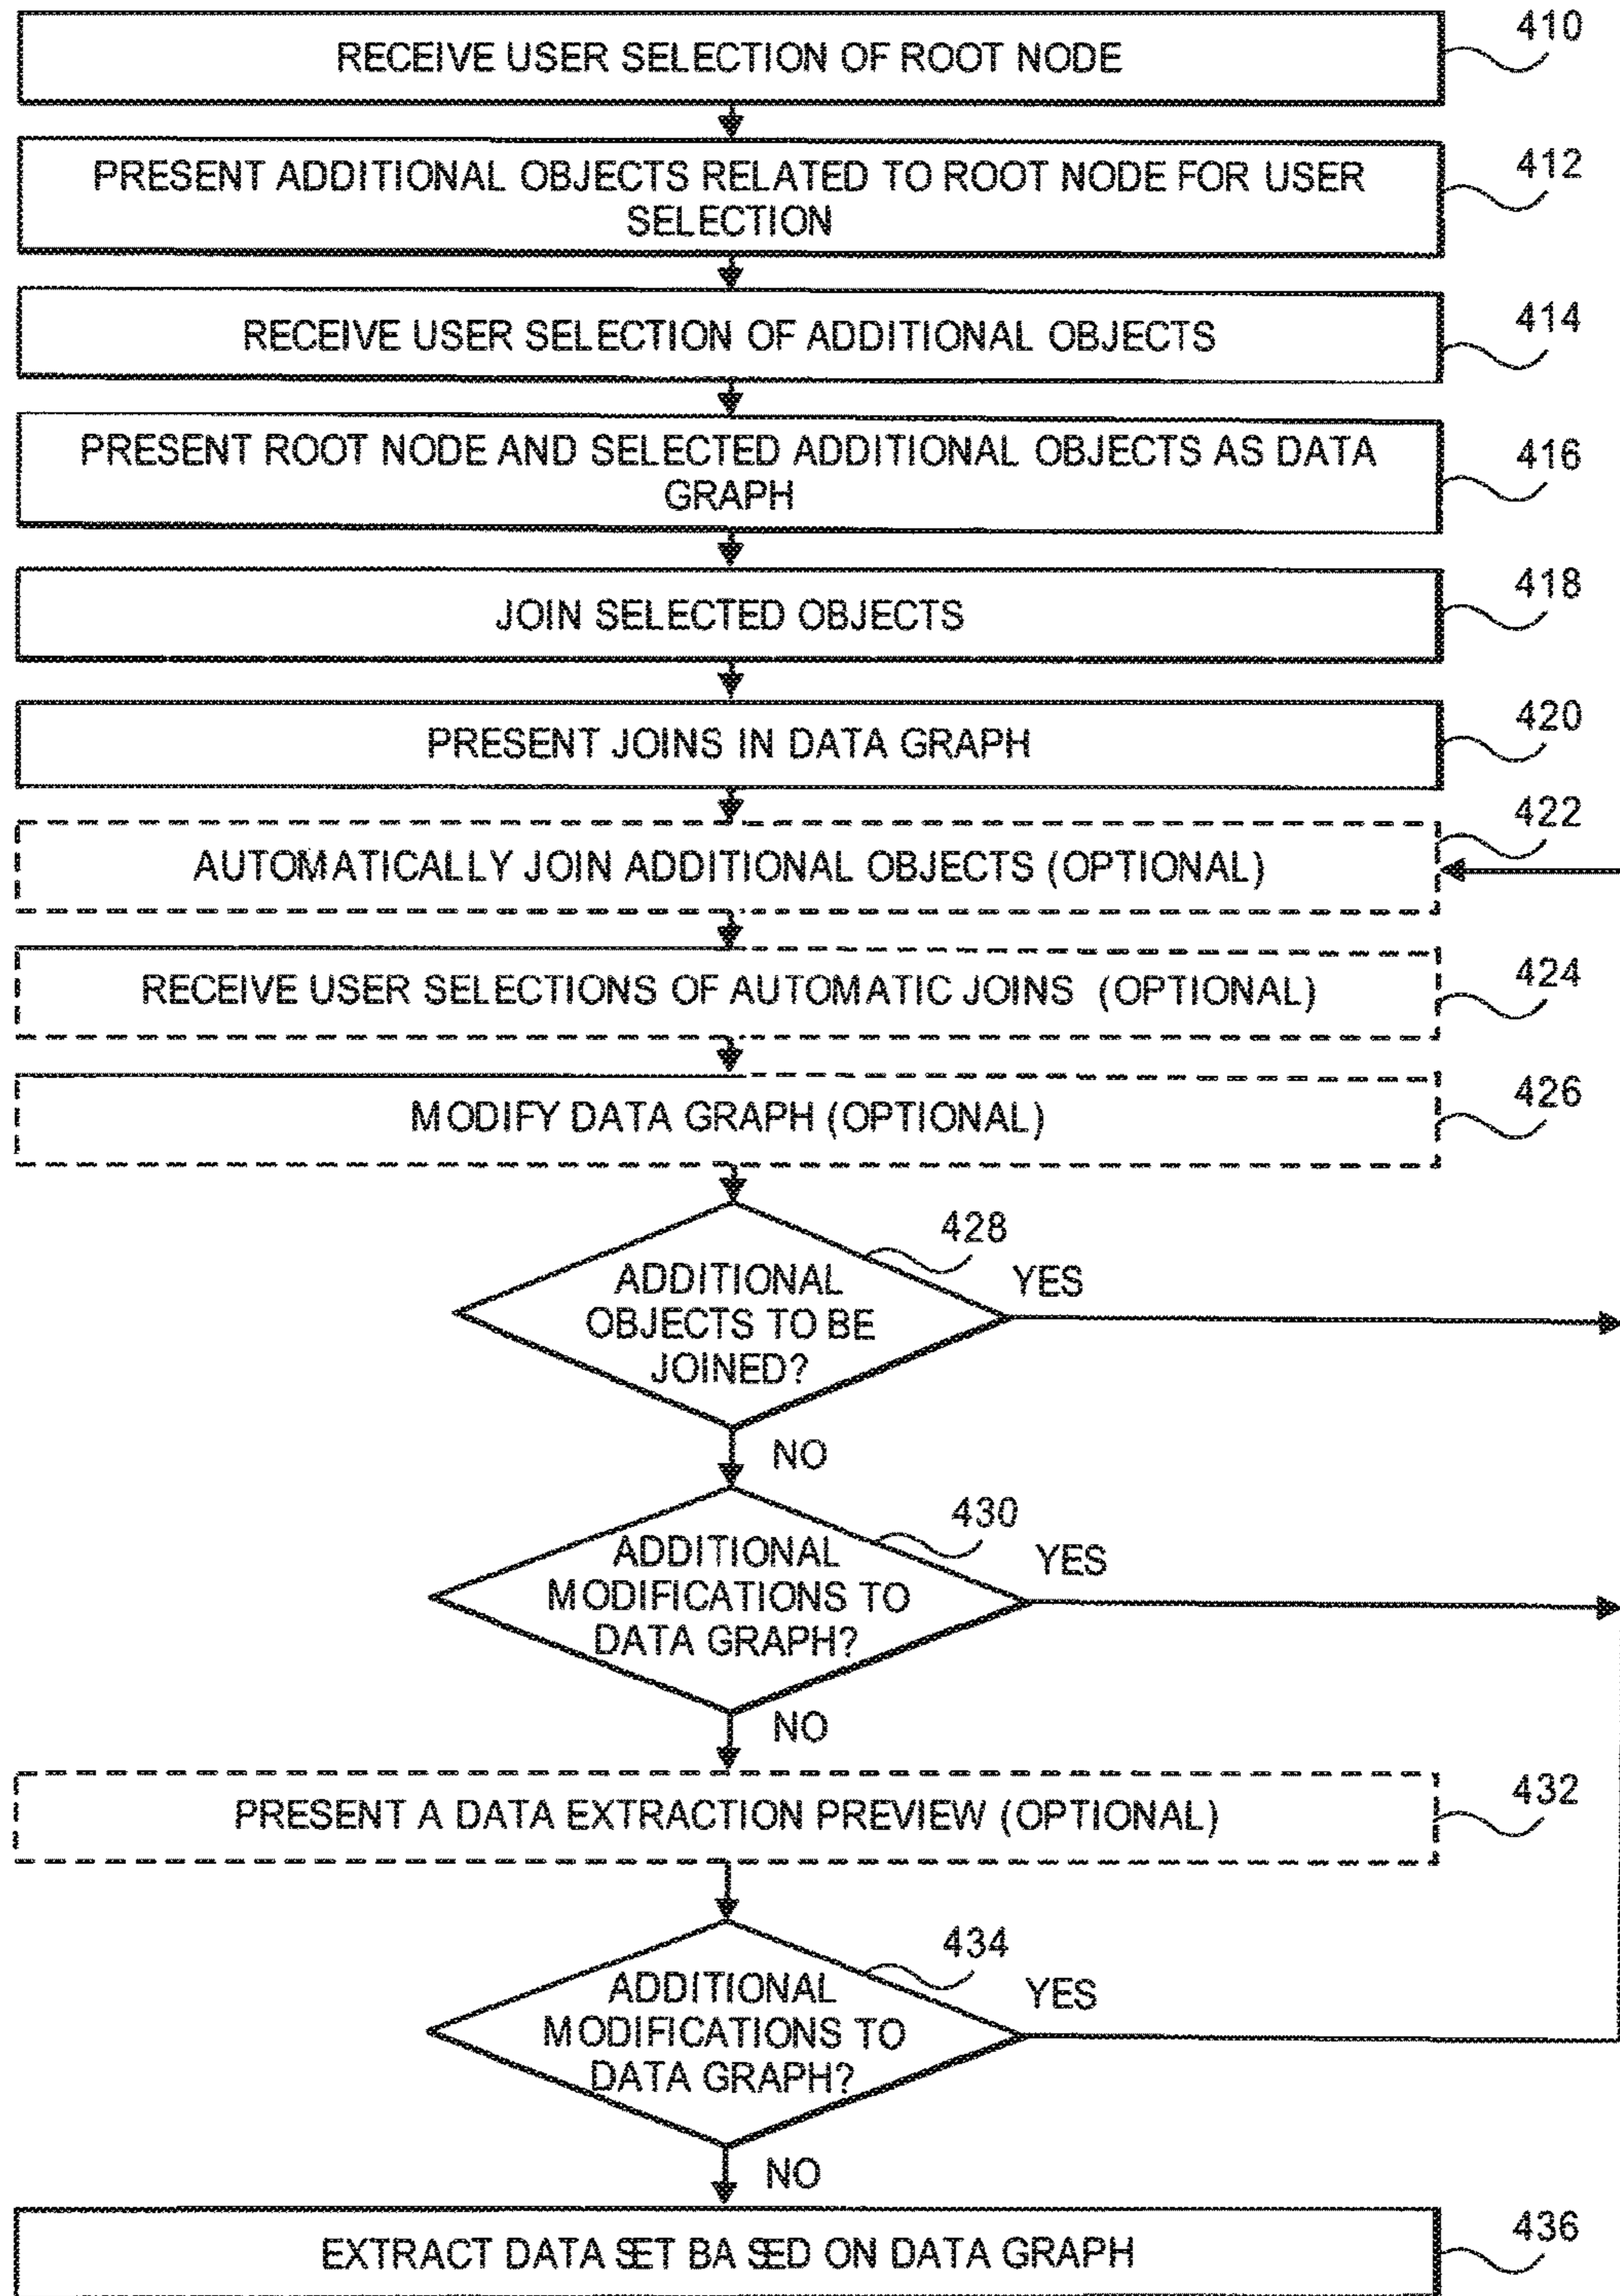 RECEIVE USER SELECTION OF ROOT NODE
410
PRESENT ADDITIONAL OBJECTS RELATED TO ROOT NODE FOR USER
SELECTION
412
RECEIVE USER SELECTION OF ADDITIONAL OBJECTS
414
PRESENT ROOT NODE AND SELECTED ADDITIONAL OBJECTS AS DATA
GRAPH
416
JOIN SELECTED OBJECTS
418
PRESENT JOINS IN DATA GRAPH
420
AUTOMATICALLY JOIN ADDITIONAL OBJECTS (OPTIONAL)
422
RECEIVE USER SELECTIONS OF AUTOMATIC JOINS (OPTIONAL)
424
MODIFY DATA GRAPH (OPTIONAL)
426
428
ADDITIONAL
OBJECTS TO BE
JOINED?
YES
NO
430
ADDITIONAL
MODIFICATIONS TO
DATA GRAPH?
YES
NO
PRESENT A DATA EXTRACTION PREVIEW (OPTIONAL)
432
434
ADDITIONAL
MODIFICATIONS TO
DATA GRAPH?
YES
NO
EXTRACT DATA SET BASED ON DATA GRAPH
436